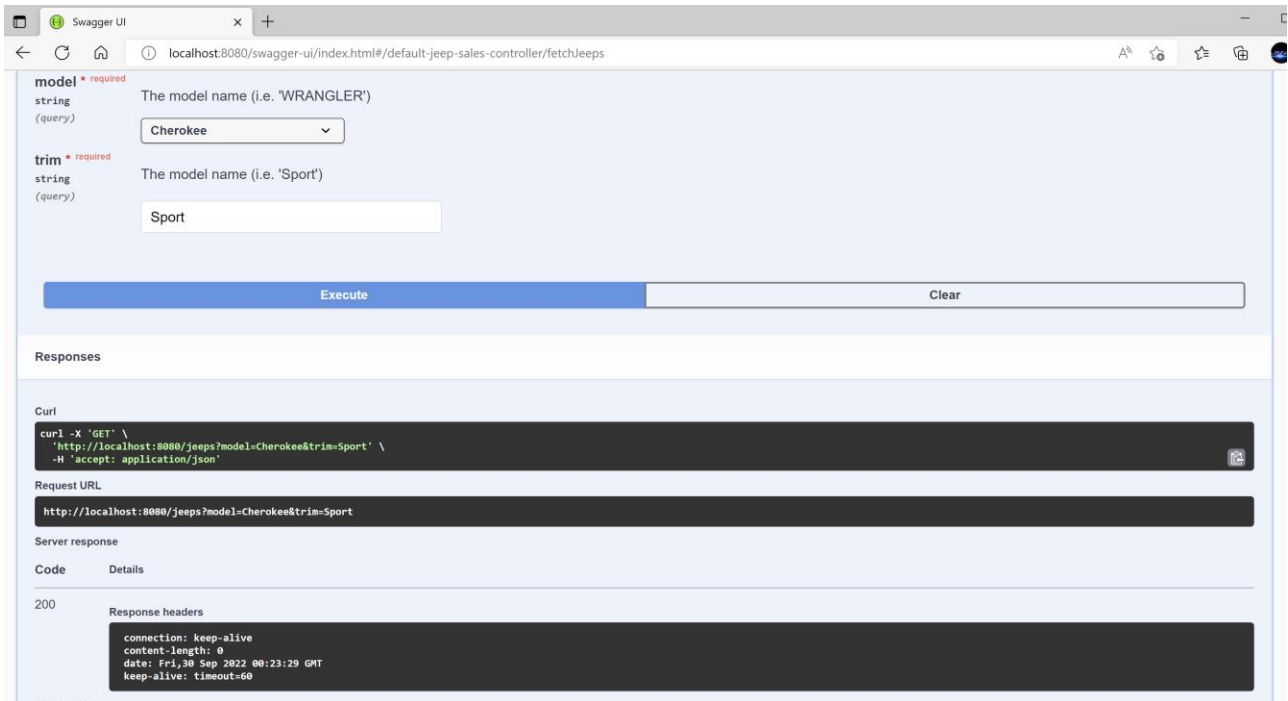 Swagger UI
localhost:8080/swagger-ui/index.html#/default-jeep-sales-controller/fetchJeeps
model * required
string
(query)
The model name (i.e. 'WRANGLER')
Cherokee
trim * required
string
(query)
The model name (i.e. 'Sport')
Sport
Execute
Clear
Responses
Curl
curl -X 'GET' \
'http://localhost:8080/jeeps?model=Cherokee&trim=Sport' \
-H 'accept: application/json'
Request URL
http://localhost:8080/jeeps?model=Cherokee&trim=Sport
Server response
Code Details
200
Response headers
connection: keep-alive
content-length: 0
date: Fri,30 Sep 2022 00:23:29 GMT
keep-alive: timeout=60